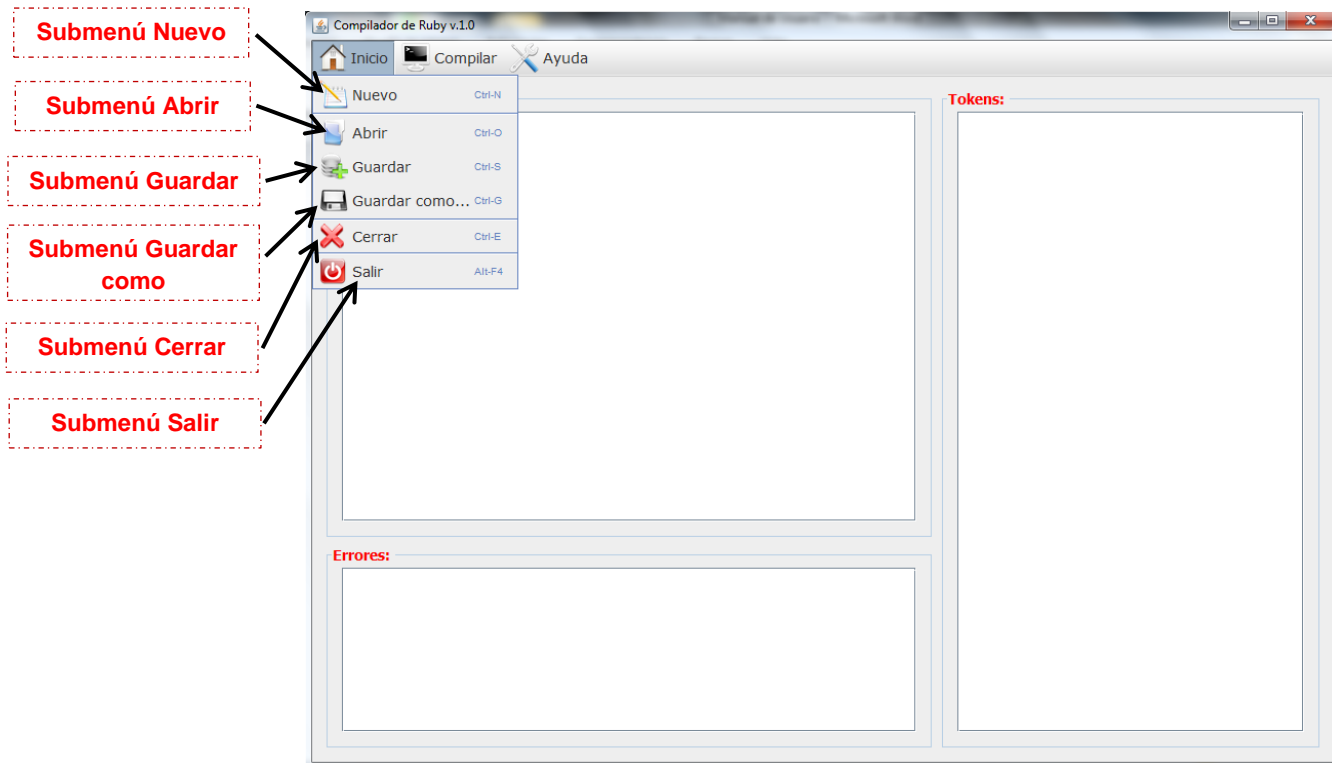 Submenú Nuevo
Submenú Abrir
Submenú Guardar
Submenú Guardar
como
Submenú Cerrar
Submenú Salir
Compilador de Ruby v.1.0
Inicio Compilar Ayuda
Nuevo Ctrl-N
Abrir Ctrl-O
Guardar Ctrl-S
Guardar como... Ctrl-G
Cerrar Ctrl-E
Salir Alt-F4
Tokens:
Errores: